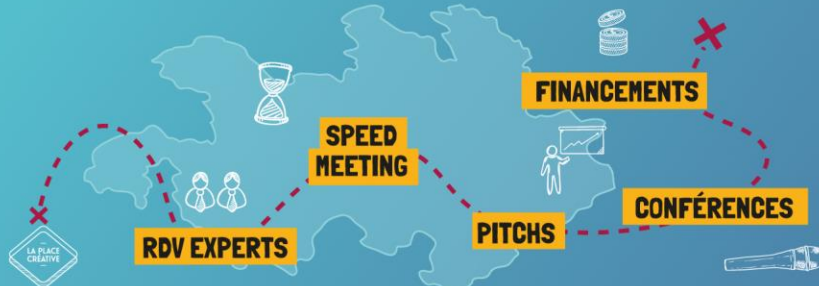 FINANCEMENTS
SPEED
MEETING
CONFÉRENCES
PITCHS
RDV EXPERTS
LA PLACE
CRÉATIVE